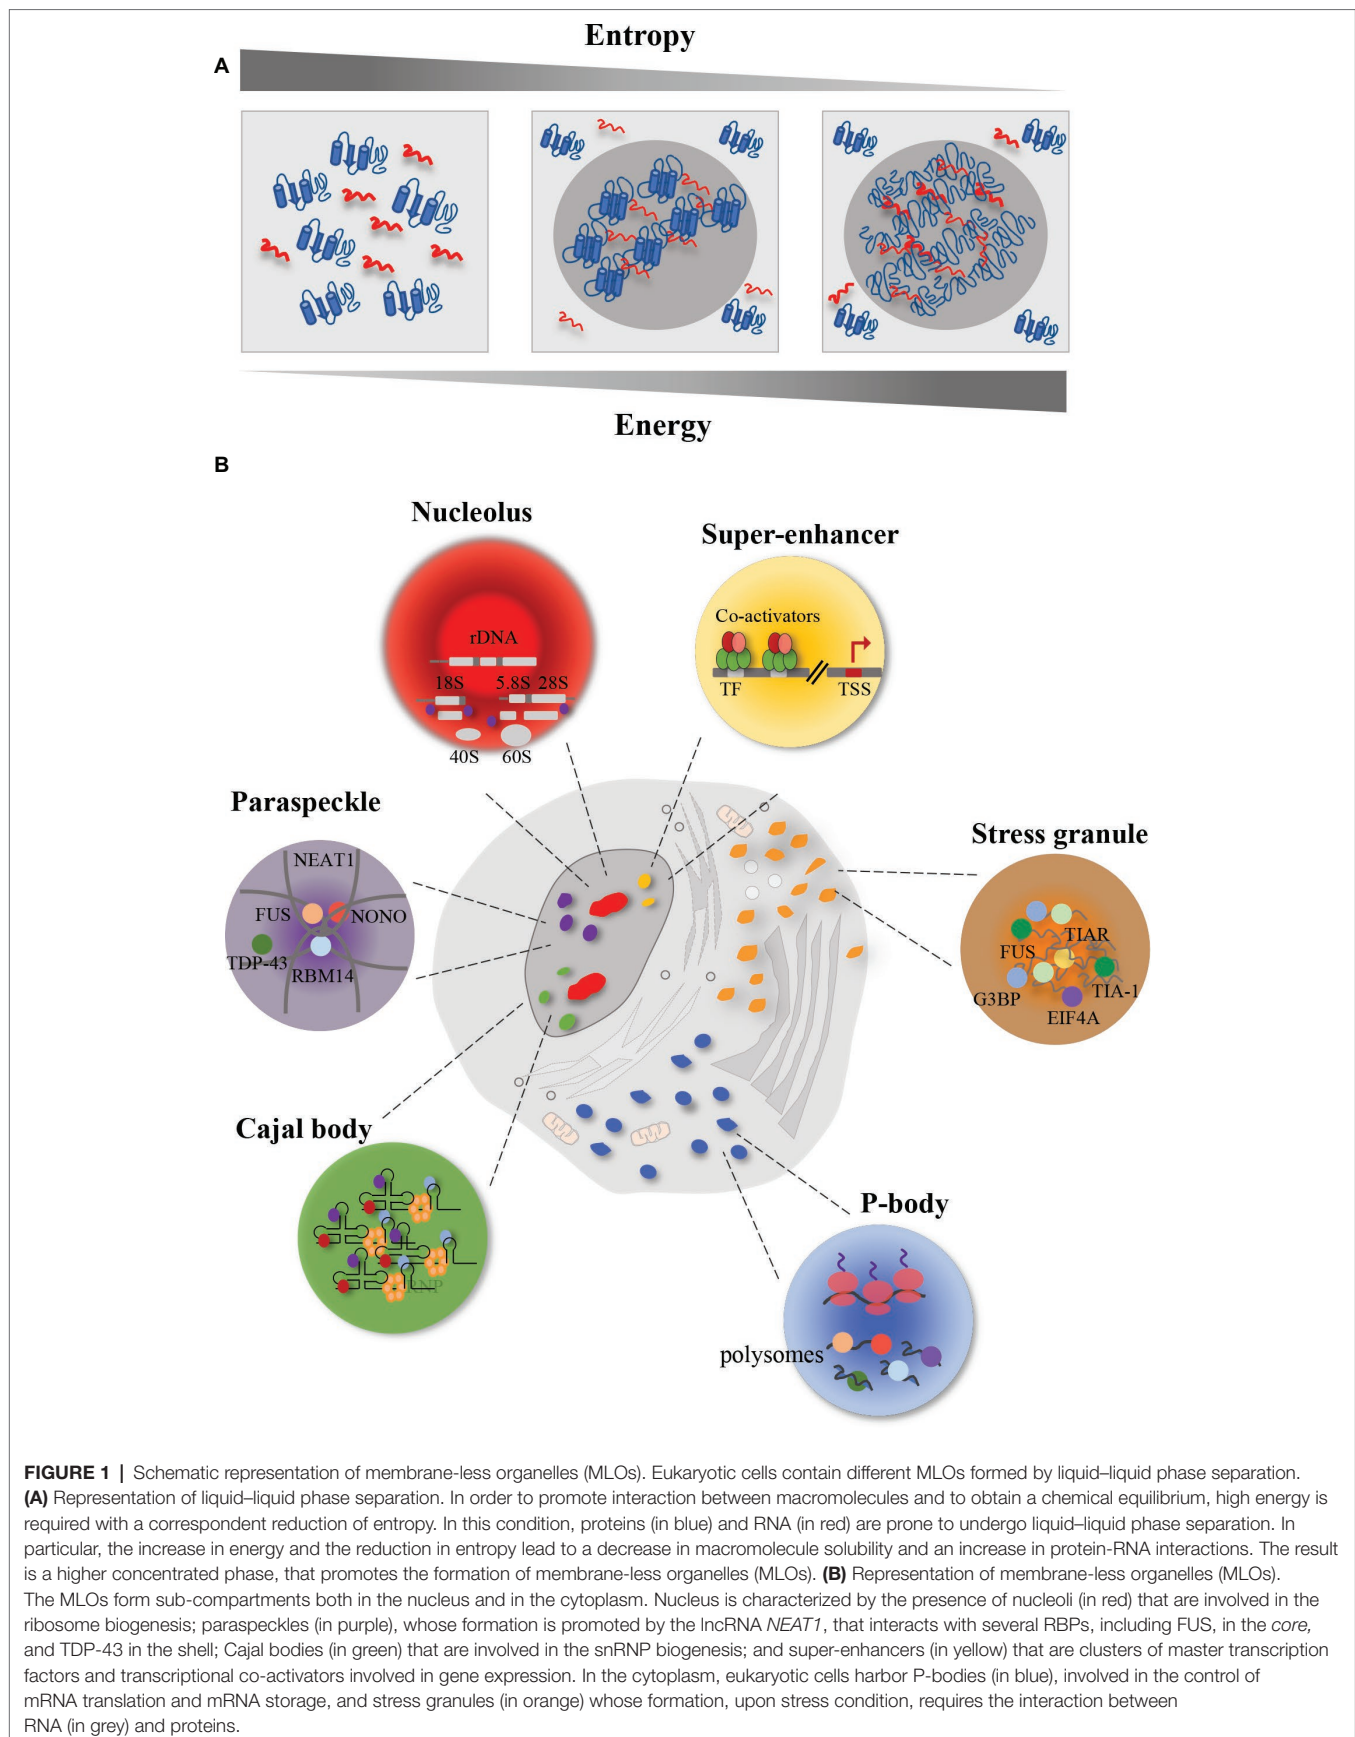 Entropy
A
Energy
B
Nucleolus
rDNA
18S 5.8S 28S
40S 60S
Super-enhancer
Co-activators
TF TSS
Paraspeckle
NEAT1
FUS NONO
TDP-43
RBM14
Stress granule
TIAR
FUS
G3BP TIA-1
EIF4A
Cajal body
RNP
P-body
polysomes
FIGURE 1 | Schematic representation of membrane-less organelles (MLOs). Eukaryotic cells contain different MLOs formed by liquid–liquid phase separation.
(A) Representation of liquid–liquid phase separation. In order to promote interaction between macromolecules and to obtain a chemical equilibrium, high energy is
required with a correspondent reduction of entropy. In this condition, proteins (in blue) and RNA (in red) are prone to undergo liquid–liquid phase separation. In
particular, the increase in energy and the reduction in entropy lead to a decrease in macromolecule solubility and an increase in protein-RNA interactions. The result
is a higher concentrated phase, that promotes the formation of membrane-less organelles (MLOs). (B) Representation of membrane-less organelles (MLOs).
The MLOs form sub-compartments both in the nucleus and in the cytoplasm. Nucleus is characterized by the presence of nucleoli (in red) that are involved in the
ribosome biogenesis; paraspeckles (in purple), whose formation is promoted by the lncRNA NEAT1, that interacts with several RBPs, including FUS, in the core,
and TDP-43 in the shell; Cajal bodies (in green) that are involved in the snRNP biogenesis; and super-enhancers (in yellow) that are clusters of master transcription
factors and transcriptional co-activators involved in gene expression. In the cytoplasm, eukaryotic cells harbor P-bodies (in blue), involved in the control of
mRNA translation and mRNA storage, and stress granules (in orange) whose formation, upon stress condition, requires the interaction between
RNA (in grey) and proteins.